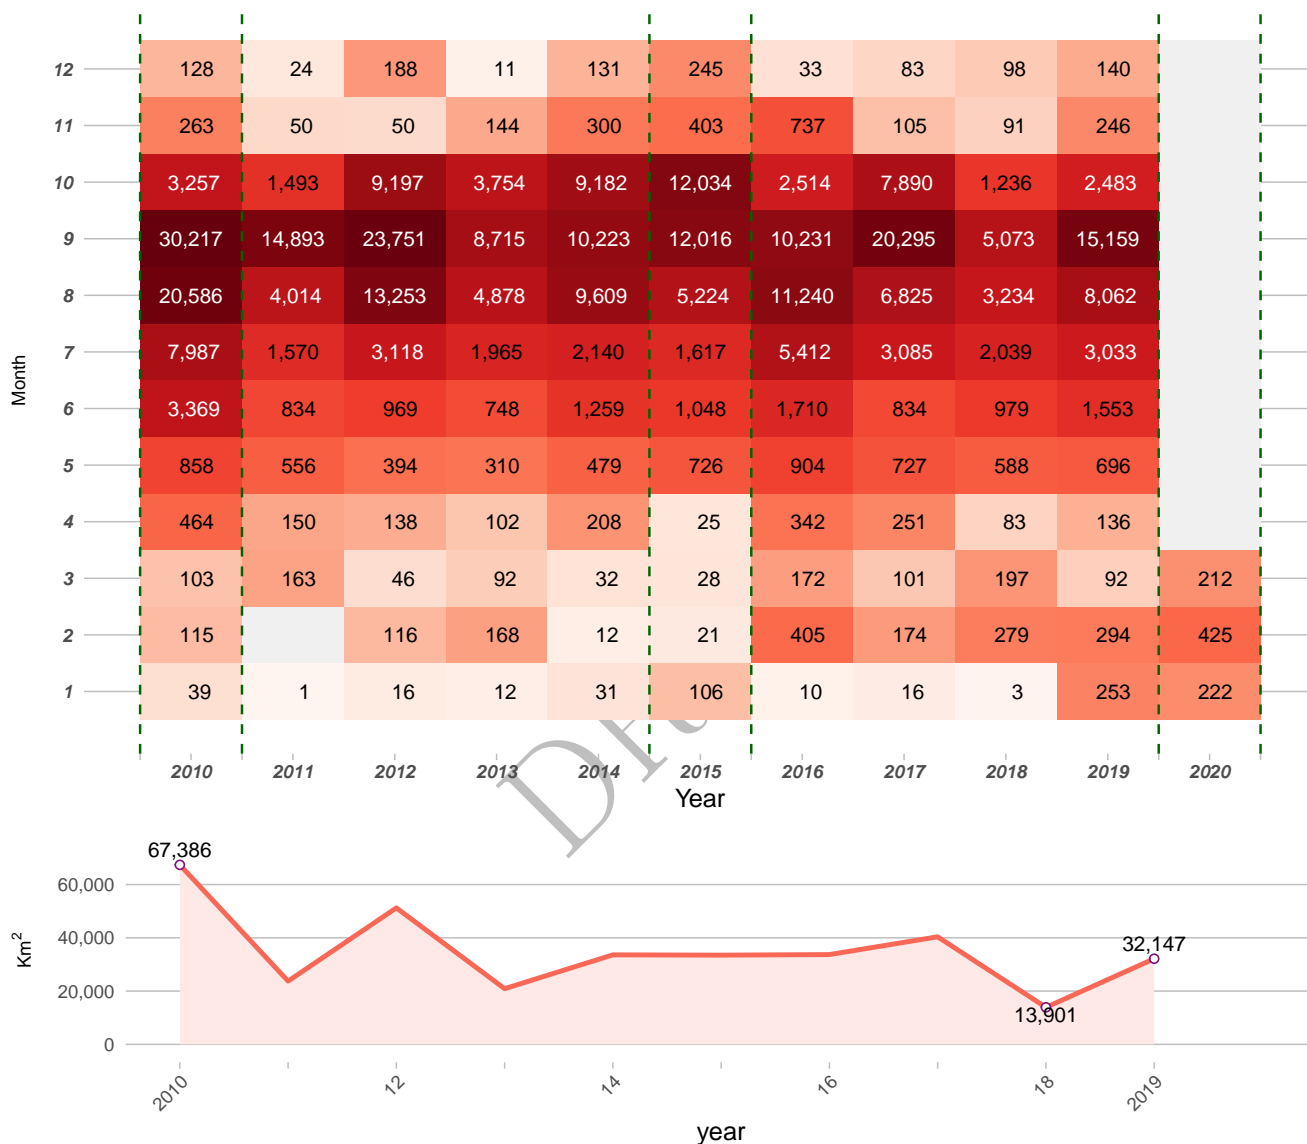 12 128 24 188 11 131 245 33 83 98 140
11 263 50 50 144 300 403 737 105 91 246
10 3,257 1,493 9,197 3,754 9,182 12,034 2,514 7,890 1,236 2,483
9 30,217 14,893 23,751 8,715 10,223 12,016 10,231 20,295 5,073 15,159
8 20,586 4,014 13,253 4,878 9,609 5,224 11,240 6,825 3,234 8,062
7 7,987 1,570 3,118 1,965 2,140 1,617 5,412 3,085 2,039 3,033
Month
6 3,369 834 969 748 1,259 1,048 1,710 834 979 1,553
5 858 556 394 310 479 726 904 727 588 696
4 464 150 138 102 208 25 342 251 83 136
3 103 163 46 92 32 28 172 101 197 92 212
2 115 116 168 12 21 405 174 279 294 425
1 39 1 16 12 31 106 10 16 3 253 222
2010 2011 2012 2013 2014 2015 2016 2017 2018 2019 2020
Year
67,386
60,000
40,000
Km²
32,147
20,000
13,901
0
2010 12 14 16 18 2019
year